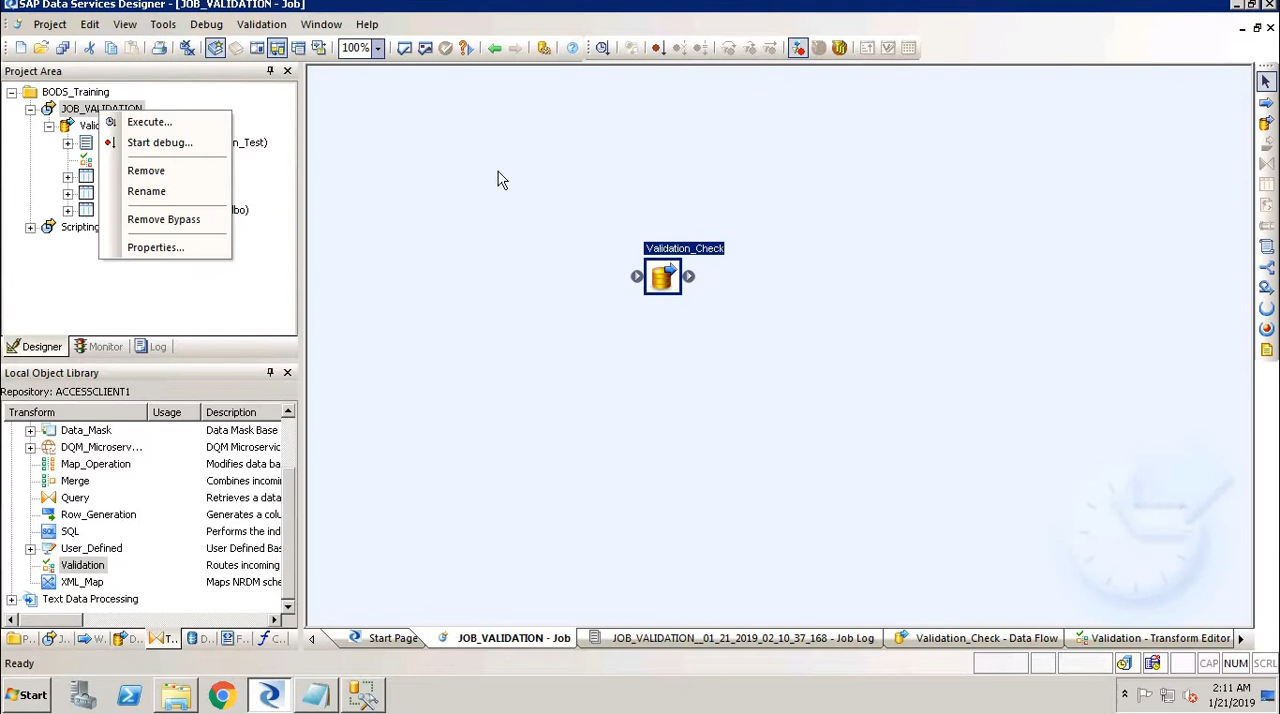 SAP Data Services Designer - [JOB_VALIDATION - Job]
Project Edit View Tools Debug Validation Window Help
100%
Project Area
BODS_Training
JOB_VALIDATION
Execute...
Start debug...
n_Test)
Remove
Rename
Remove Bypass
bo)
Scripting
Properties...
Validation_Check
Designer Monitor Log
Local Object Library
Repository: ACCESSCLIENT1
Transform Usage Description
Data_Mask Data Mask Base
DQM_Microserv... DQM Microservic
Map_Operation Modifies data ba
Merge Combines incomi
Query Retrieves a data
Row_Generation Generates a colu
SQL Performs the ind
User_Defined User Defined Bas
Validation Routes incoming
XML_Map Maps NRDM sche
Text Data Processing
P... J... W... D... T... D... F... C...
Start Page JOB_VALIDATION - Job JOB_VALIDATION__01_21_2019_02_10_37_168 - Job Log Validation_Check - Data Flow Validation - Transform Editor
Ready CAP NUM SCRL
Start 2:11 AM
1/21/2019